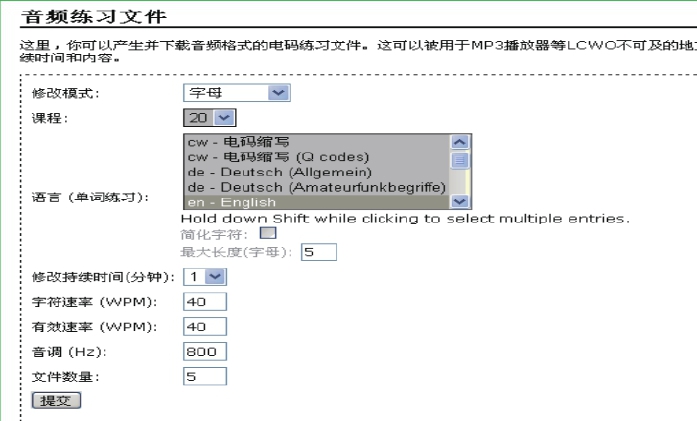 音频练习文件
这里，你可以产生并下载音频格式的电码练习文件。这可以被用于MP3播放器等LCWO不可及的地
续时间和内容。
修改模式: 字母
课程: 20
cw - 电码缩写
cw - 电码缩写 (Q codes)
de - Deutsch (Allgemein)
de - Deutsch (Amateurfunkbegriffe)
语言 (单词练习): en - English
Hold down Shift while clicking to select multiple entries.
简化字符:
最大长度(字母): 5
修改持续时间(分钟): 1
字符速率 (WPM): 40
有效速率 (WPM): 40
音调 (Hz): 800
文件数量: 5
提交